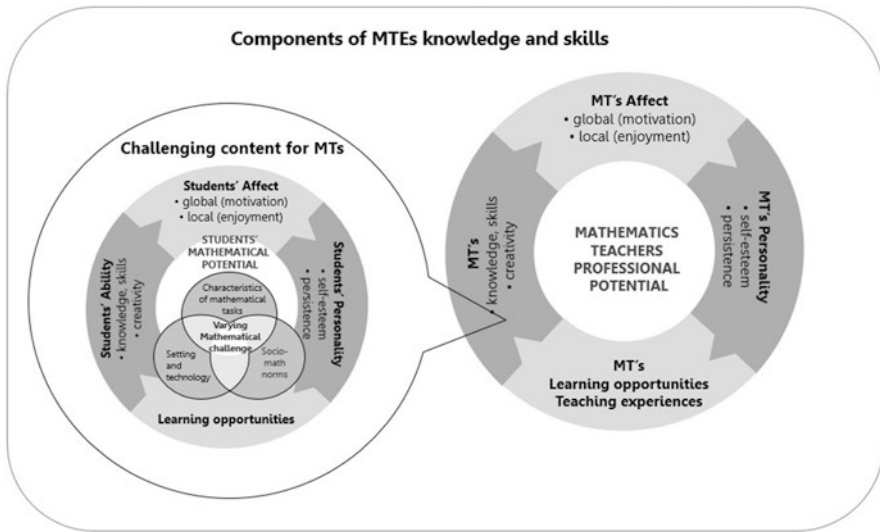 Components of MTEs knowledge and skills
Challenging content for MTs
Students' Affect
• global (motivation)
• local (enjoyment)
STUDENTS'
MATHEMATICAL
POTENTIAL
Students' Ability
• knowledge, skills
• creativity
Students' Personality
• self-esteem
• persistence
Characteristics
of mathematical
tasks
Varying
Mathematical
challenge
Setting
and
technology
Socio-
math
norms
Learning opportunities
MT's Affect
• global (motivation)
• local (enjoyment)
MT's
• knowledge, skills
• creativity
MATHEMATICS
TEACHERS
PROFESSIONAL
POTENTIAL
MT's Personality
• self-esteem
• persistence
MT's
Learning opportunities
Teaching experiences